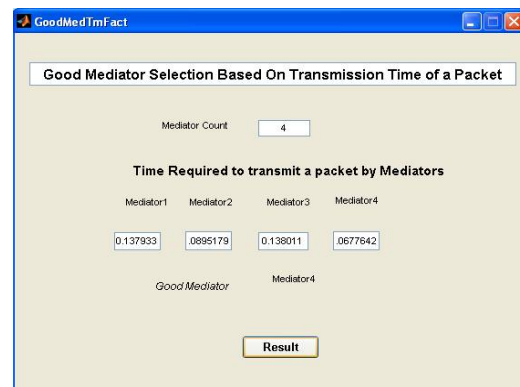 GoodMedTmFact
Good Mediator Selection Based On Transmission Time of a Packet
Mediator Count 4
Time Required to transmit a packet by Mediators
Mediator1 Mediator2 Mediator3 Mediator4
0.137933 .0895179 0.138011 .0677642
Good Mediator Mediator4
Result